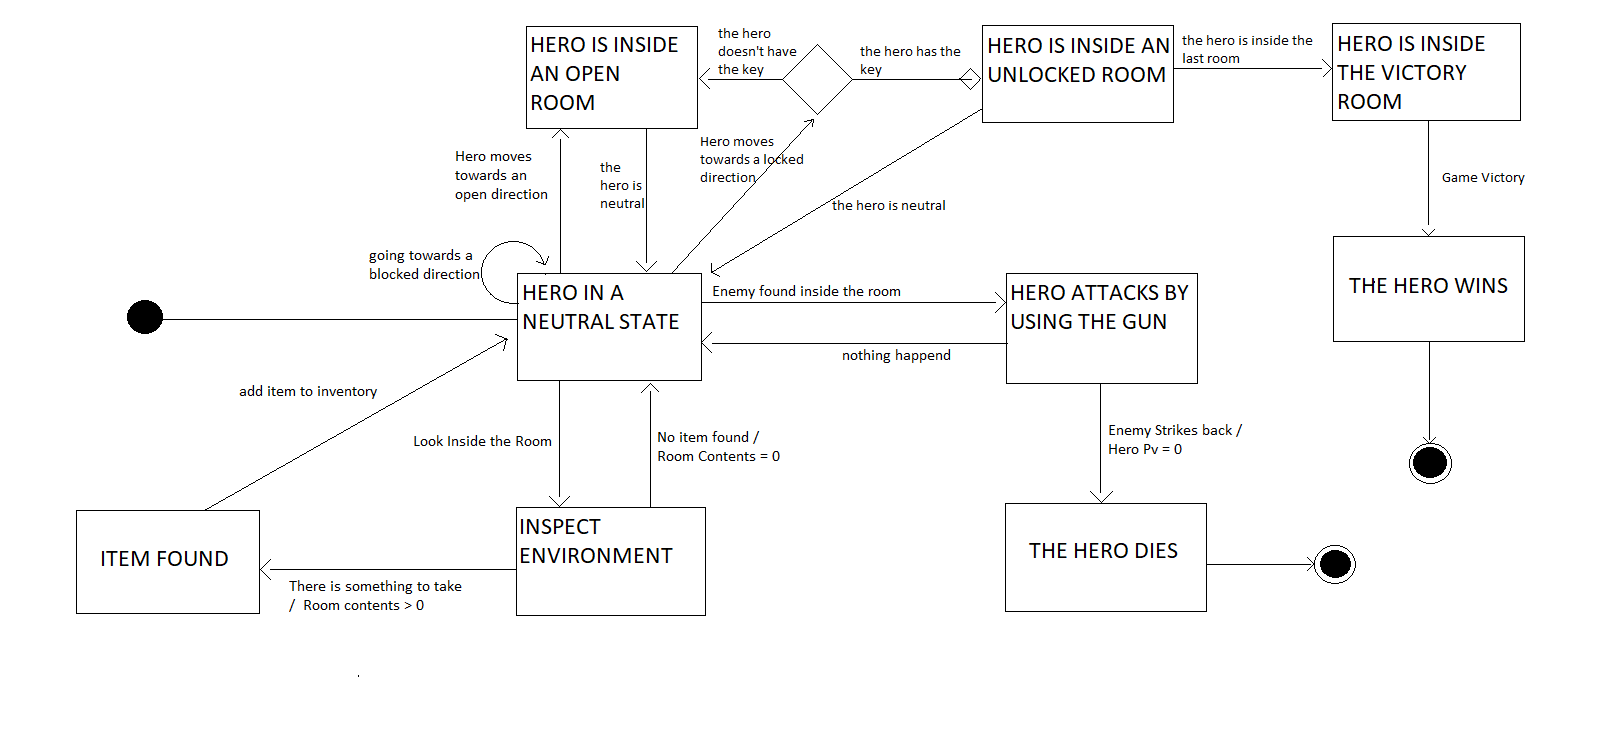 HERO IS INSIDE
AN OPEN
ROOM
the hero
doesn't have
the key
the hero has the
key
HERO IS INSIDE AN
UNLOCKED ROOM
the hero is inside the
last room
HERO IS INSIDE
THE VICTORY
ROOM
Hero moves
towards an
open direction
the
hero is
neutral
Hero moves
towards a locked
direction
the hero is neutral
Game Victory
going towards a
blocked direction
HERO IN A
NEUTRAL STATE
Enemy found inside the room
nothing happend
HERO ATTACKS BY
USING THE GUN
THE HERO WINS
add item to inventory
Look Inside the Room
No item found /
Room Contents = 0
Enemy Strikes back /
Hero Pv = 0
ITEM FOUND
There is something to take
/ Room contents > 0
INSPECT
ENVIRONMENT
THE HERO DIES